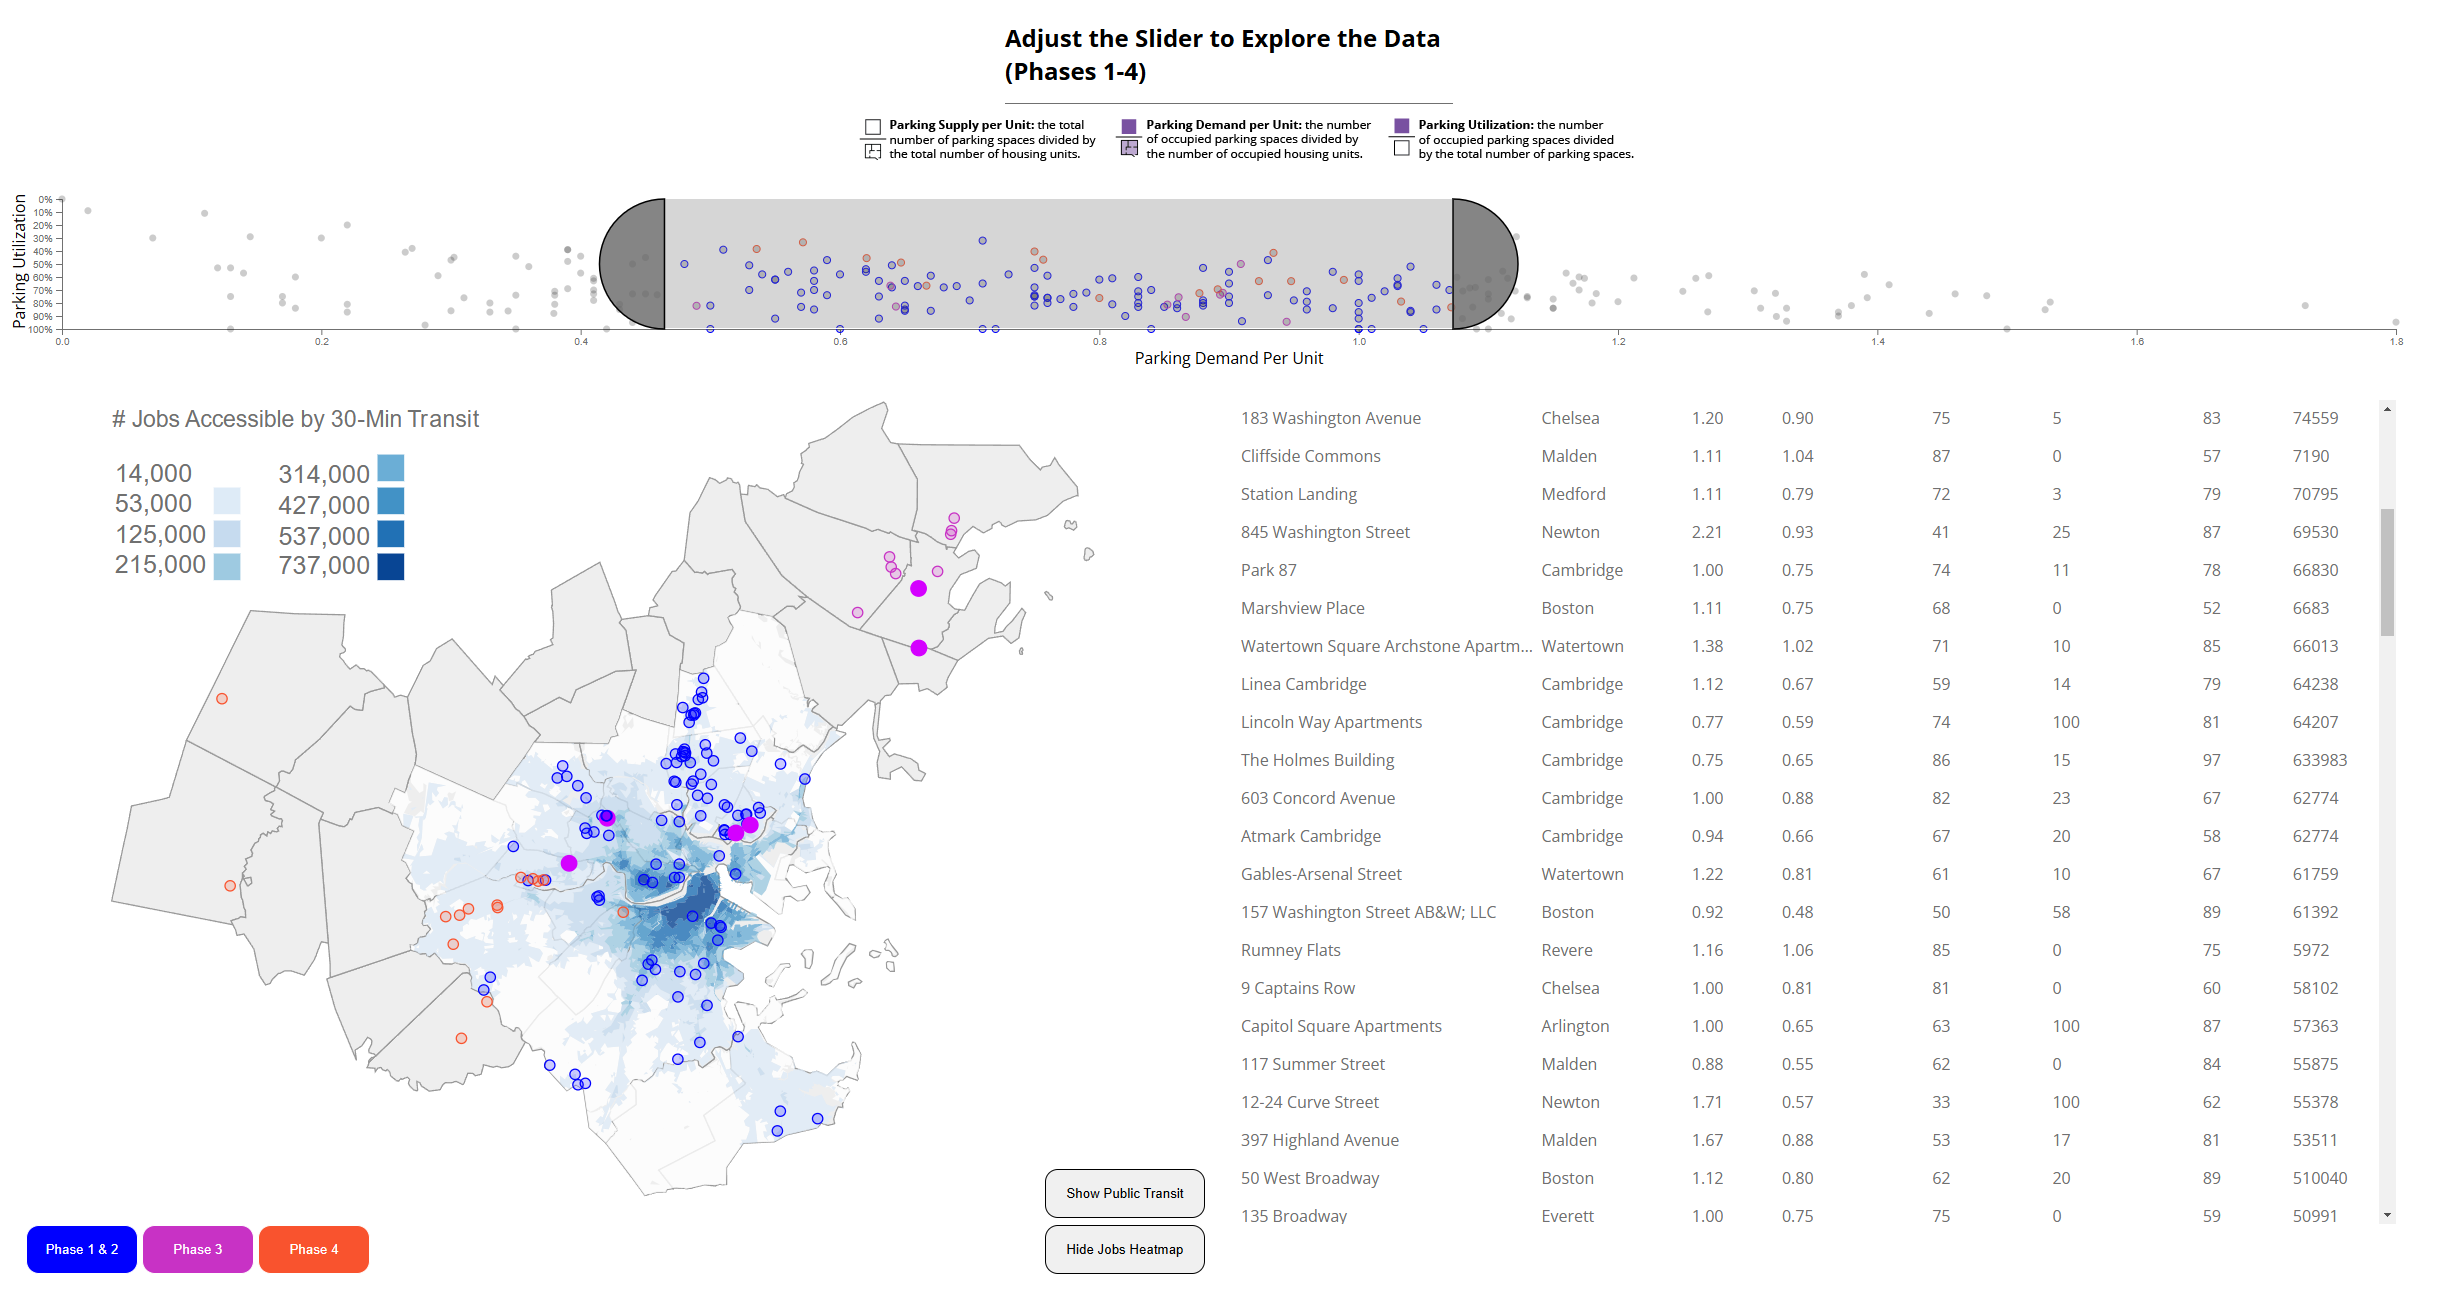 Adjust the Slider to Explore the Data
(Phases 1-4)
Parking Supply per Unit: the total
number of parking spaces divided by
the total number of housing units.
Parking Demand per Unit: the number
of occupied parking spaces divided by
the number of occupied housing units.
Parking Utilization: the number
of occupied parking spaces divided
by the total number of parking spaces.
Parking Utilization
0%
10%
20%
30%
40%
50%
60%
70%
80%
90%
100%
0.0 0.2 0.4 0.6 0.8 1.0 1.2 1.4 1.6 1.8
Parking Demand Per Unit
# Jobs Accessible by 30-Min Transit
14,000 314,000
53,000 427,000
125,000 537,000
215,000 737,000
183 Washington Avenue Chelsea 1.20 0.90 75 5 83 74559
Cliffside Commons Malden 1.11 1.04 87 0 57 7190
Station Landing Medford 1.11 0.79 72 3 79 70795
845 Washington Street Newton 2.21 0.93 41 25 87 69530
Park 87 Cambridge 1.00 0.75 74 11 78 66830
Marshview Place Boston 1.11 0.75 68 0 52 6683
Watertown Square Archstone Apartm... Watertown 1.38 1.02 71 10 85 66013
Linea Cambridge Cambridge 1.12 0.67 59 14 79 64238
Lincoln Way Apartments Cambridge 0.77 0.59 74 100 81 64207
The Holmes Building Cambridge 0.75 0.65 86 15 97 633983
603 Concord Avenue Cambridge 1.00 0.88 82 23 67 62774
Atmark Cambridge Cambridge 0.94 0.66 67 20 58 62774
Gables-Arsenal Street Watertown 1.22 0.81 61 10 67 61759
157 Washington Street AB&W; LLC Boston 0.92 0.48 50 58 89 61392
Rumney Flats Revere 1.16 1.06 85 0 75 5972
9 Captains Row Chelsea 1.00 0.81 81 0 60 58102
Capitol Square Apartments Arlington 1.00 0.65 63 100 87 57363
117 Summer Street Malden 0.88 0.55 62 0 84 55875
12-24 Curve Street Newton 1.71 0.57 33 100 62 55378
397 Highland Avenue Malden 1.67 0.88 53 17 81 53511
50 West Broadway Boston 1.12 0.80 62 20 89 510040
135 Broadway Everett 1.00 0.75 75 0 59 50991
Show Public Transit
Hide Jobs Heatmap
Phase 1 & 2 Phase 3 Phase 4